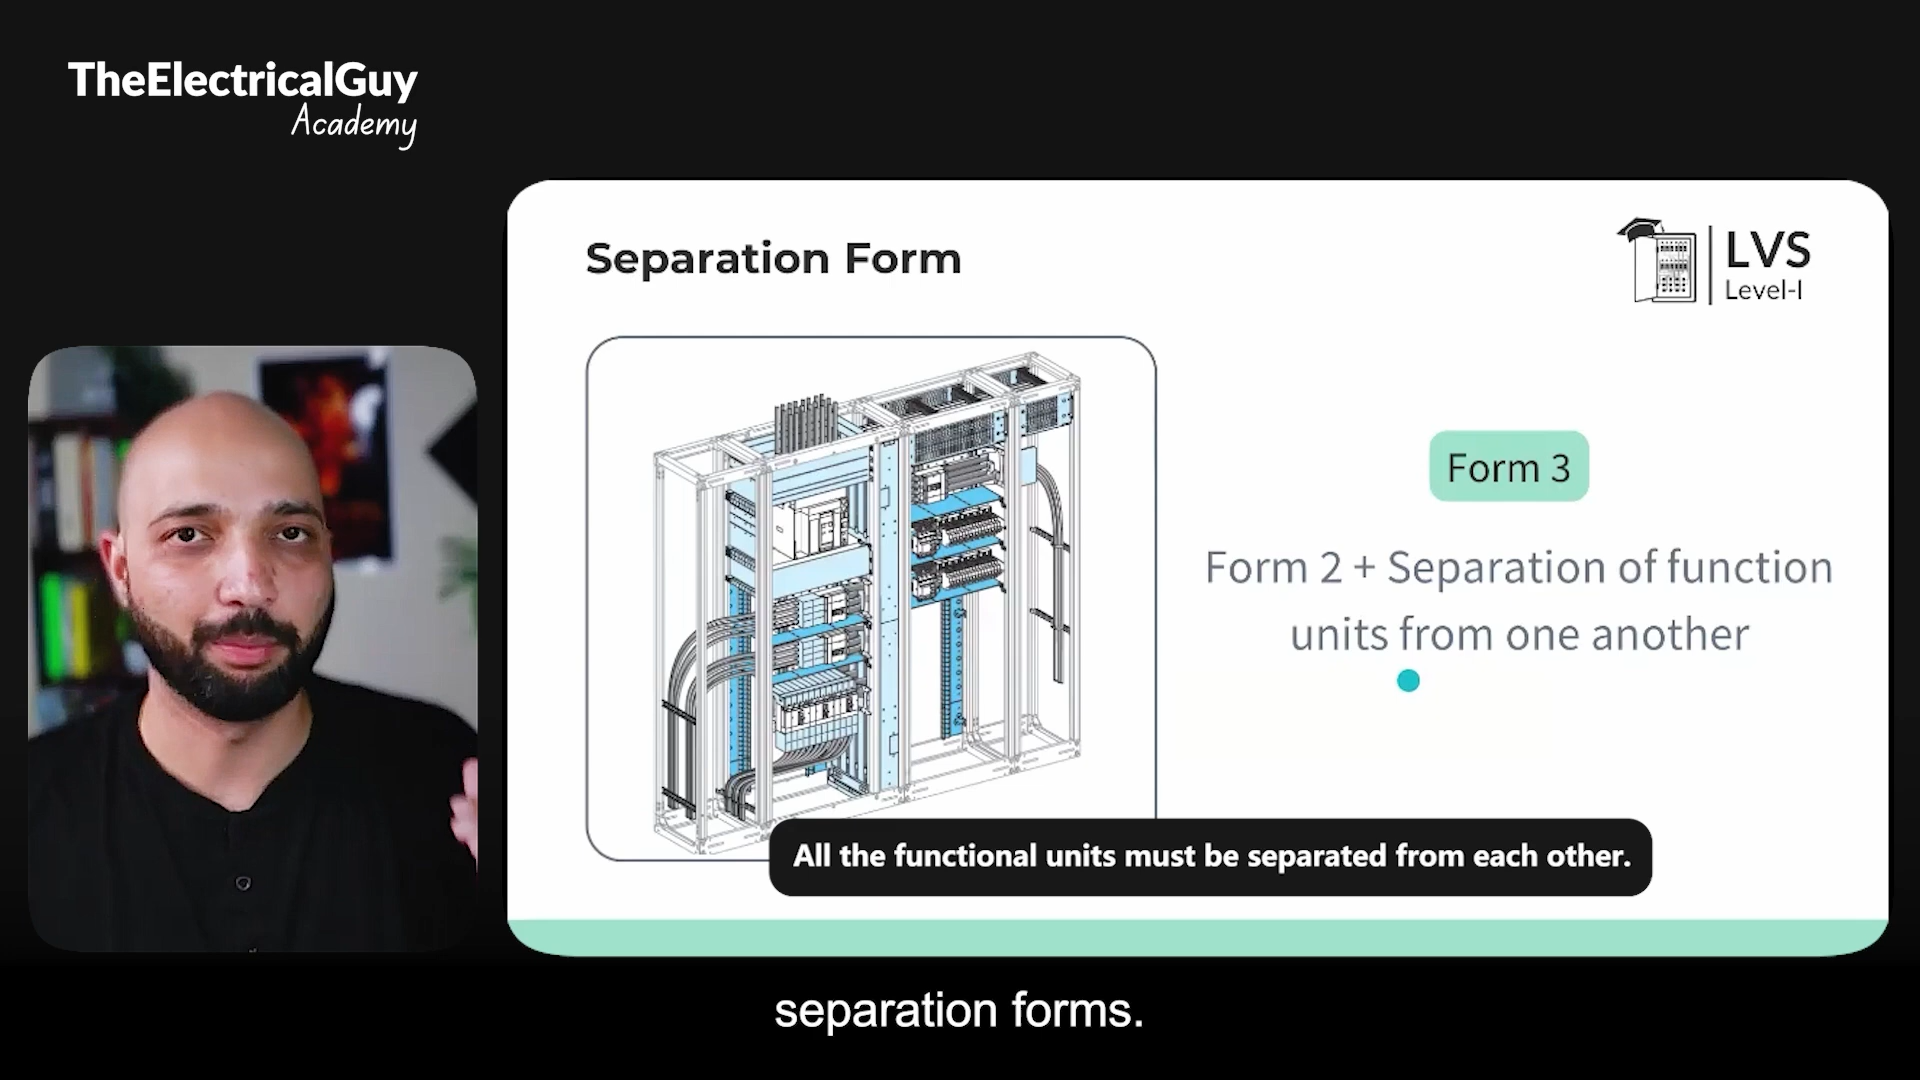 TheElectricalGuy
Academy
Separation Form
LVS
Level-I
Form 3
Form 2 + Separation of function
units from one another
All the functional units must be separated from each other.
separation forms.